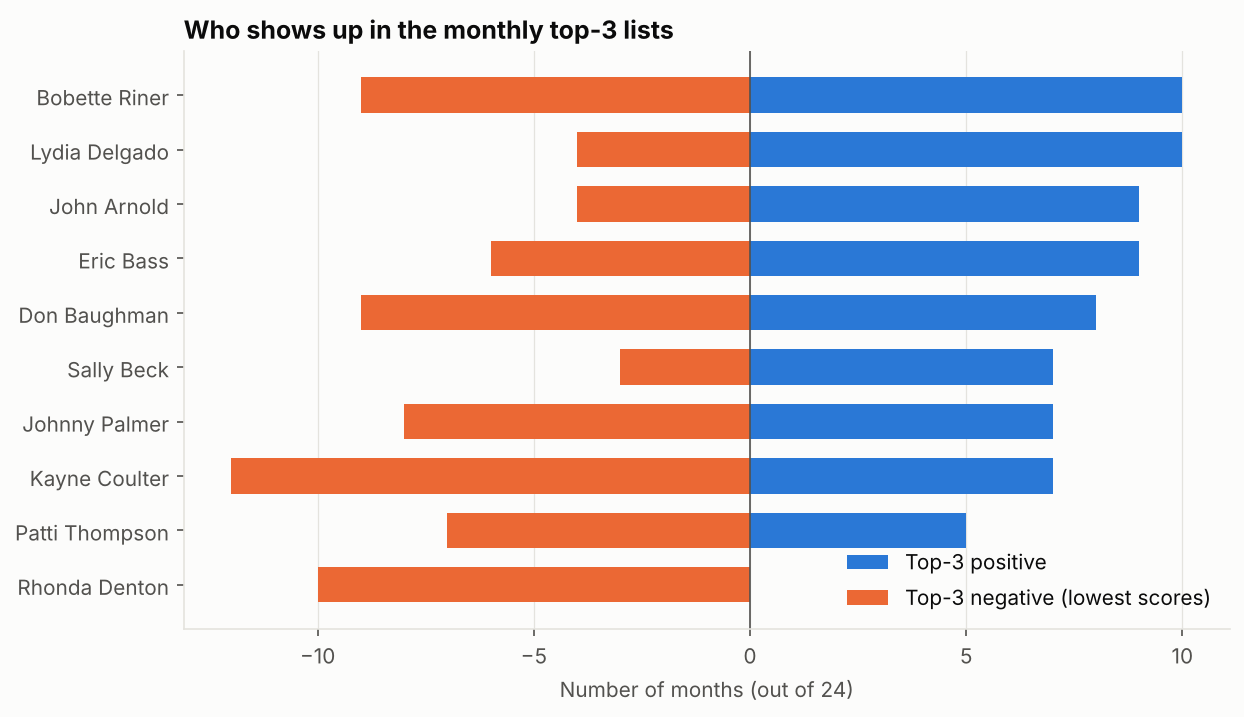 Who shows up in the monthly top-3 lists
Bobette Riner
Lydia Delgado
John Arnold
Eric Bass
Don Baughman
Sally Beck
Johnny Palmer
Kayne Coulter
Patti Thompson
Rhonda Denton
Top-3 positive
Top-3 negative (lowest scores)
−10 −5 0 5 10
Number of months (out of 24)